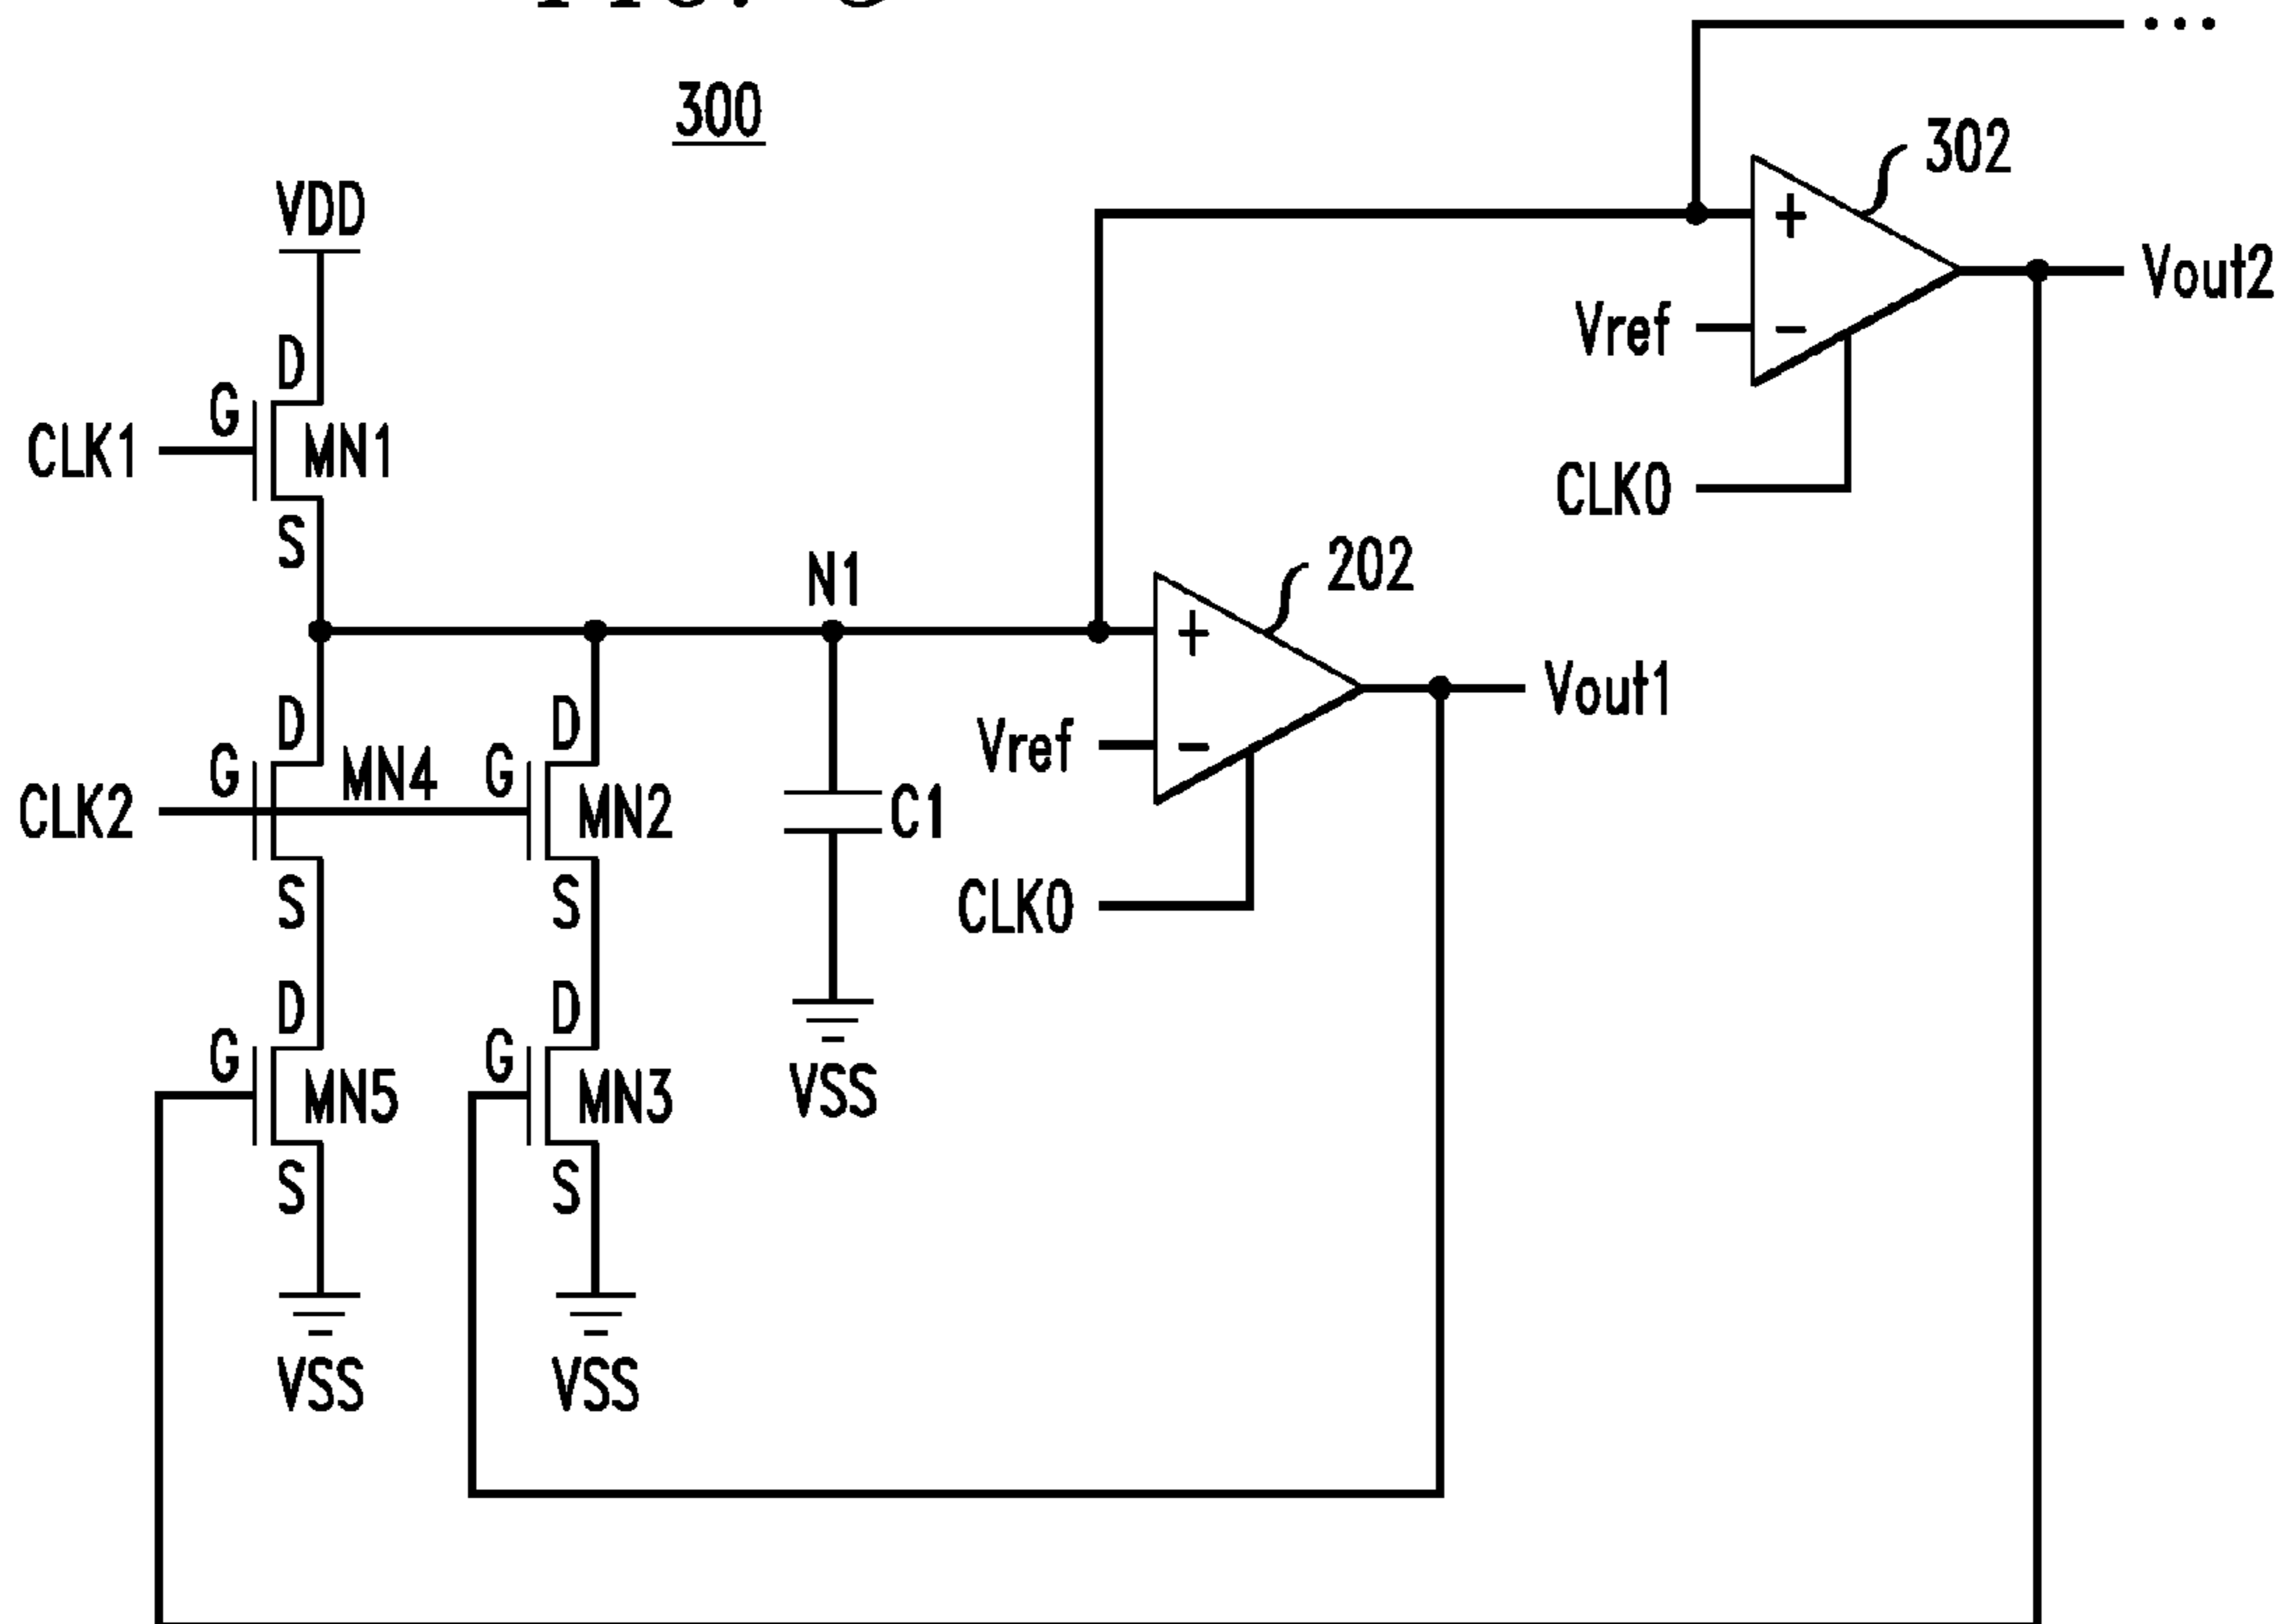 300
302
VDD
+
Vout2
Vref
-
D
G
CLK1
MN1
CLK0
S
N1
202
+
Vout1
D
D
G
MN4
G
Vref
-
CLK2
MN2
C1
S
S
CLK0
D
D
G
G
MN5
MN3
VSS
S
S
VSS
VSS